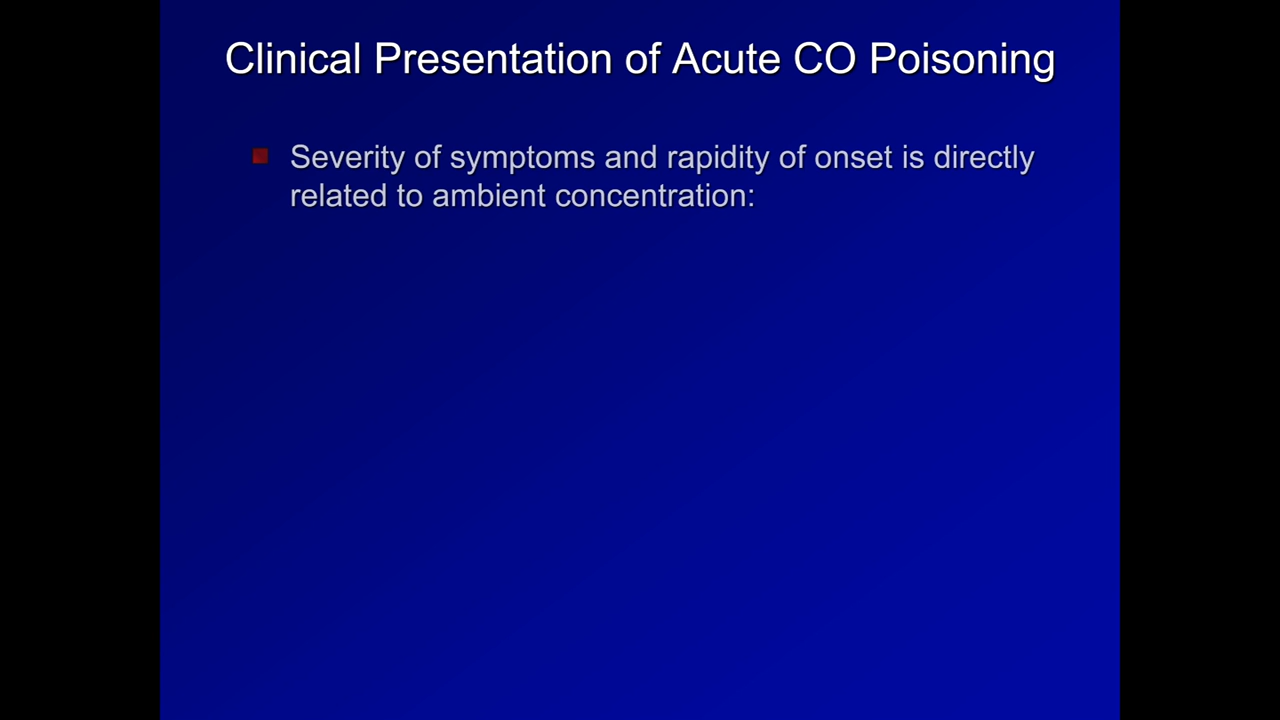 Clinical Presentation of Acute CO Poisoning
Severity of symptoms and rapidity of onset is directly
related to ambient concentration: